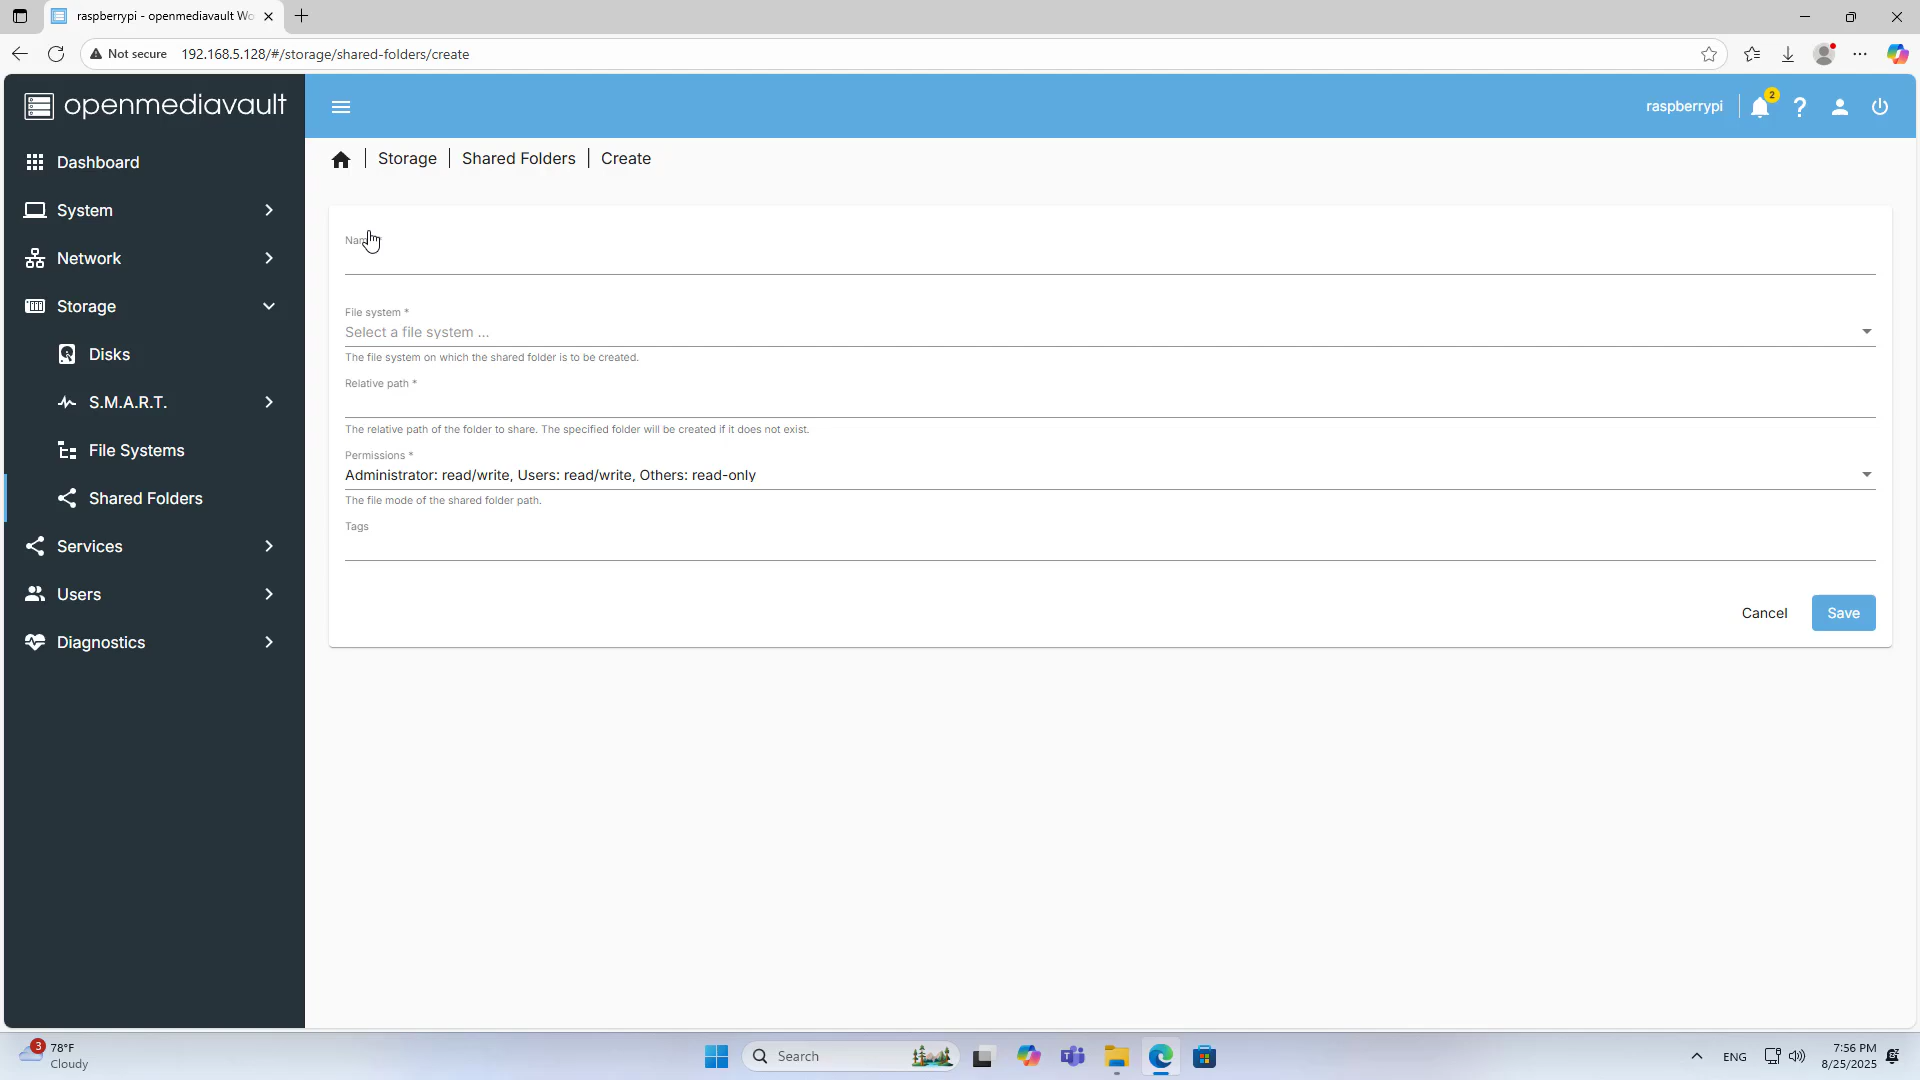 raspberrypi - openmediavault Wo
Not secure
192.168.5.128/#/storage/shared-folders/create
openmediavault
raspberrypi
2
Dashboard
System
Network
Storage
Disks
S.M.A.R.T.
File Systems
Shared Folders
Services
Users
Diagnostics
Storage | Shared Folders | Create
File system *
Select a file system ...
The file system on which the shared folder is to be created.
Relative path *
The relative path of the folder to share. The specified folder will be created if it does not exist.
Permissions *
Administrator: read/write, Users: read/write, Others: read-only
The file mode of the shared folder path.
Tags
Cancel
Save
3
78°F
Cloudy
Search
ENG
7:56 PM
8/25/2025